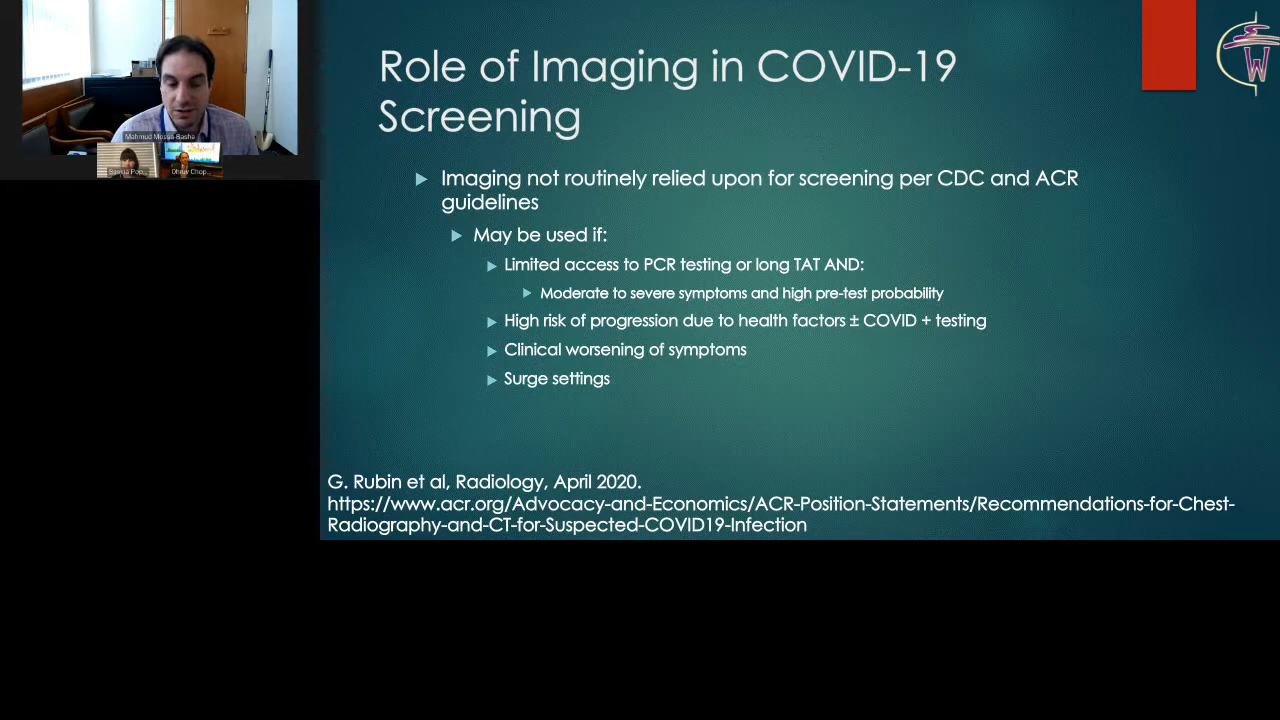 Role of Imaging in COVID-19
Screening
Imaging not routinely relied upon for screening per CDC and ACR
guidelines
May be used if:
Limited access to PCR testing or long TAT AND:
Moderate to severe symptoms and high pre-test probability
High risk of progression due to health factors ± COVID + testing
Clinical worsening of symptoms
Surge settings
G. Rubin et al, Radiology, April 2020.
https://www.acr.org/Advocacy-and-Economics/ACR-Position-Statements/Recommendations-for-Chest-
Radiography-and-CT-for-Suspected-COVID19-Infection
Mahmud Mossa-Basha
Dhruv Chop...
W